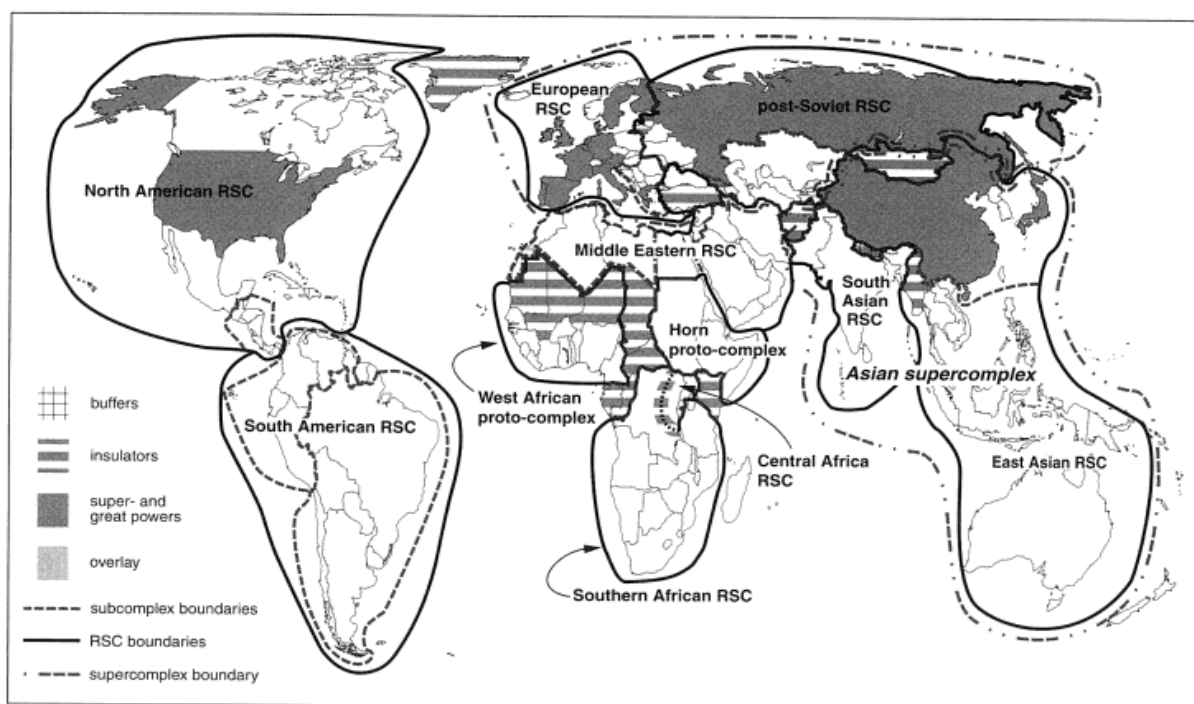 European
RSC
post-Soviet RSC
North American RSC
Middle Eastern RSC
South
Asian
RSC
Horn
proto-complex
Asian supercomplex
West African
proto-complex
South American RSC
Central Africa
RSC
East Asian RSC
Southern African RSC
buffers
insulators
super- and
great powers
overlay
subcomplex boundaries
RSC boundaries
supercomplex boundary